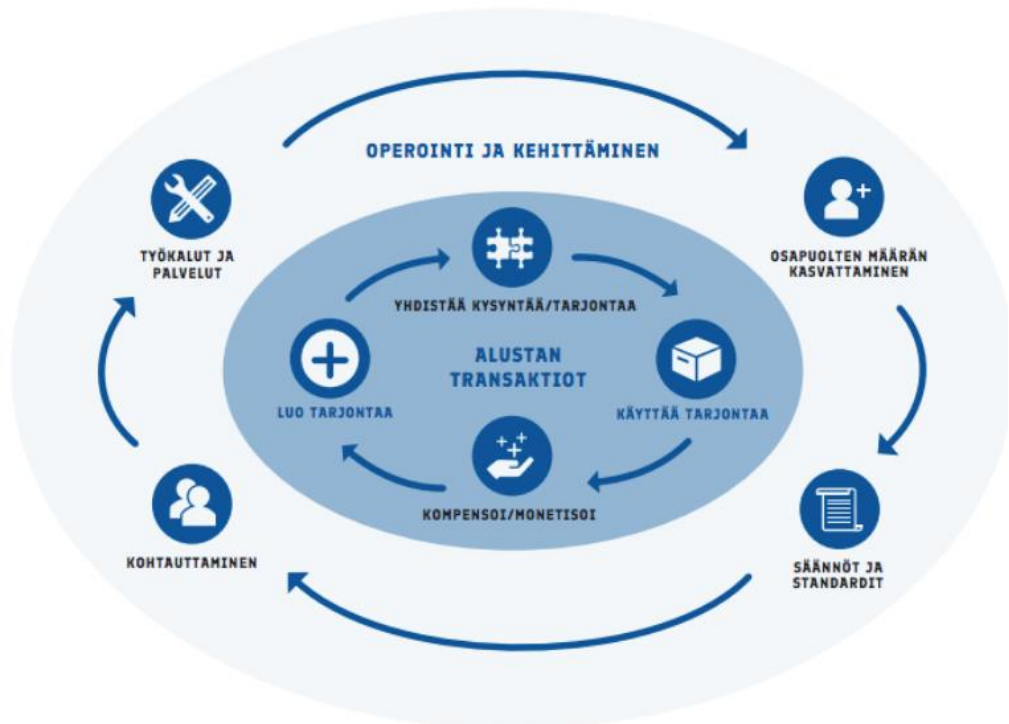 OPEROINTI JA KEHITTÄMINEN
TYÖKALUT JA
PALVELUT
OSAPUOLTEN MÄÄRÄN
KASVATTAMINEN
YHDISTÄÄ KYSYNTÄÄ/TARJONTAA
ALUSTAN
TRANSAKTIOT
LUO TARJONTAA
KÄYTTÄÄ TARJONTAA
KOMPENSOI/MONETISOI
KOHTAUTTAMINEN
SÄÄNNÖT JA
STANDARDIT